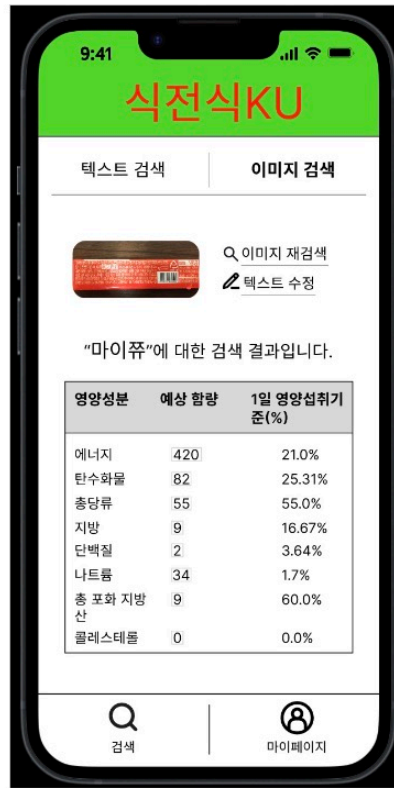 9:41
식전식KU
텍스트 검색 이미지 검색
이미지 재검색
텍스트 수정
“마이쮸”에 대한 검색 결과입니다.
영양성분 예상 함량 1일 영양섭취기
준(%)
에너지 420 21.0%
탄수화물 82 25.31%
총당류 55 55.0%
지방 9 16.67%
단백질 2 3.64%
나트륨 34 1.7%
총 포화 지방 9 60.0%
산
콜레스테롤 0 0.0%
검색 마이페이지